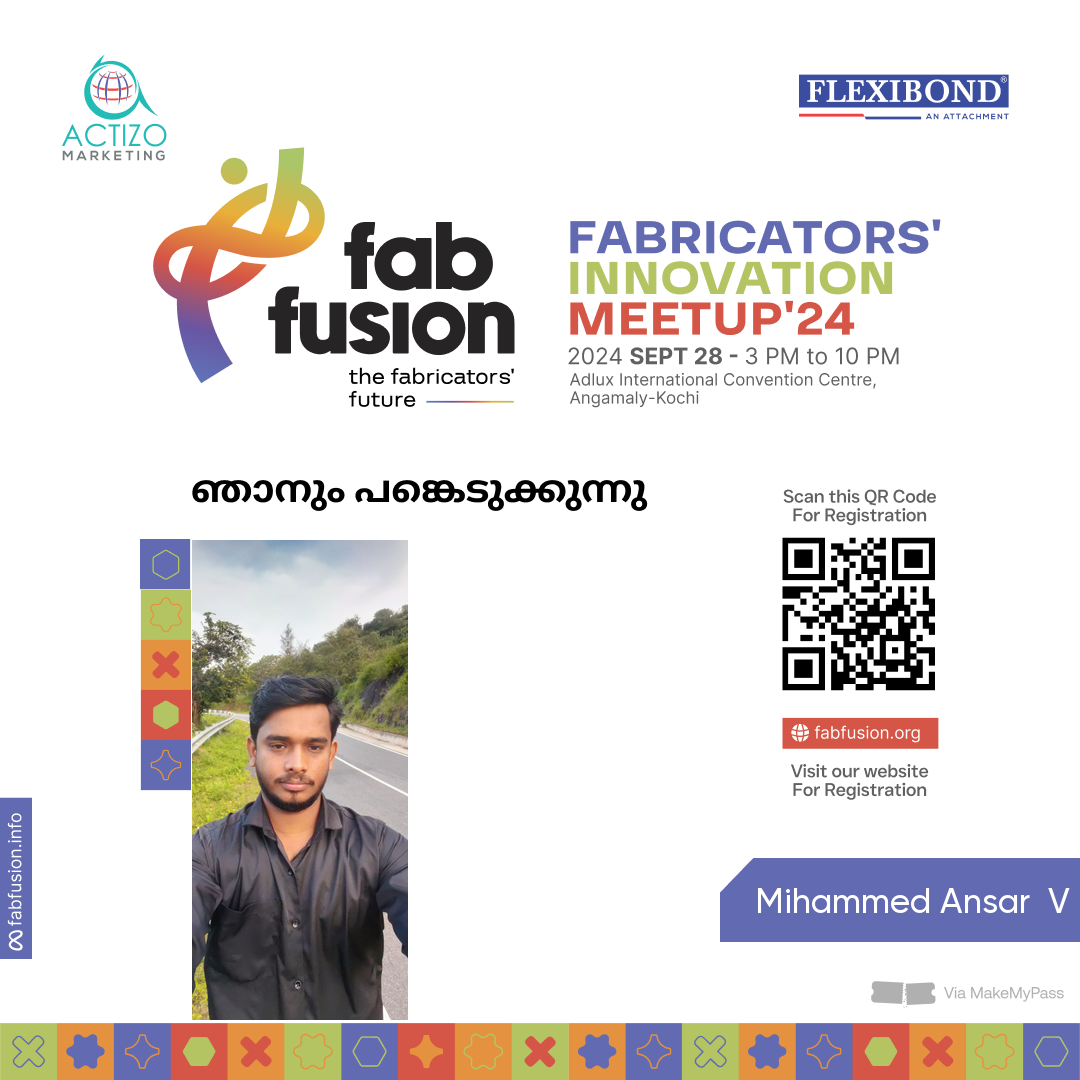 ACTIZO
MARKETING
FLEXIBOND®
AN ATTACHMENT
fab
fusion
the fabricators'
future
FABRICATORS'
INNOVATION
MEETUP'24
2024 SEPT 28 - 3 PM to 10 PM
Adlux International Convention Centre,
Angamaly-Kochi
ഞാനും പങ്കെടുക്കുന്നു
Scan this QR Code
For Registration
fabfusion.org
Visit our website
For Registration
fabfusion.info
Mihammed Ansar V
Via MakeMyPass